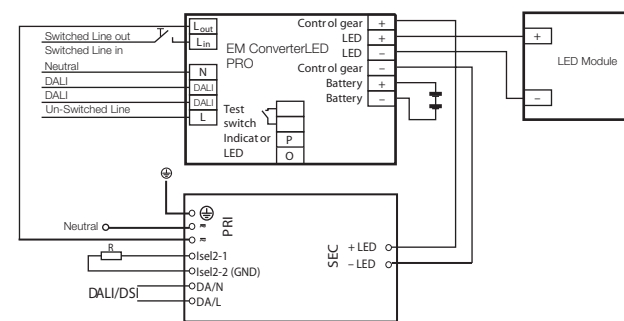 Switched Line out
Switched Line in
Neutral
DALI
DALI
Un-Switched Line
Lout
Lin
N
DALI
DALI
L
EM ConverterLED
PRO
Test
switch
Indicator
LED
P
O
Control gear +
LED +
LED –
Control gear –
Battery +
Battery –
+
–
LED Module
Neutral
R
DALI/DSI
PRI
≈
≈
Isel2-1
Isel2-2 (GND)
DA/N
DA/L
SEC
+ LED
– LED